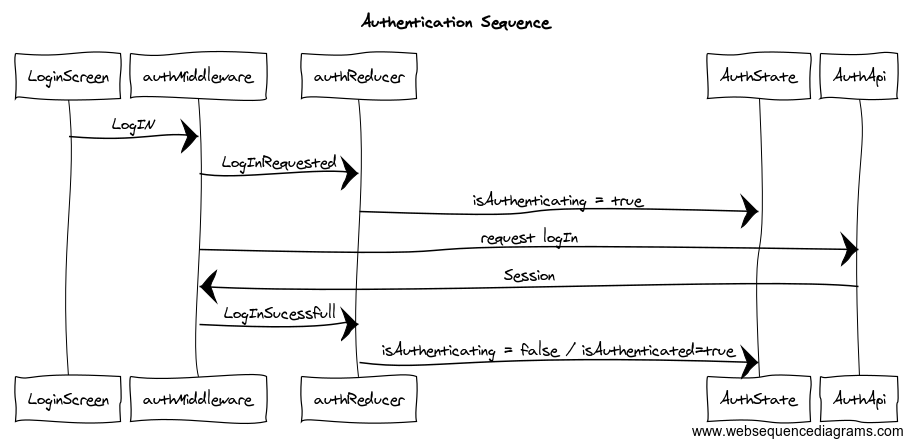 Authentication Sequence
LoginScreen
authMiddleware
authReducer
AuthState
AuthApi
LogIN
LogInRequested
isAuthenticating = true
request logIn
Session
LogInSucessfull
isAuthenticating = false / isAuthenticated=true
LoginScreen
authMiddleware
authReducer
AuthState
AuthApi
www.websequencediagrams.com